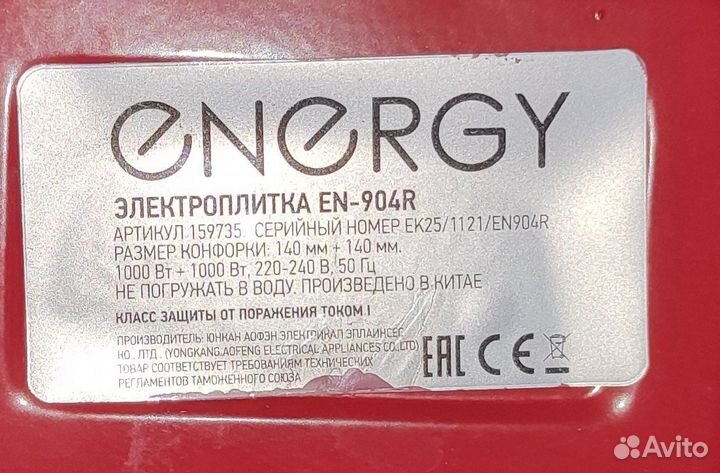 eNeRGY
ЭЛЕКТРОПЛИТКА EN-904R
АРТИКУЛ 159735. СЕРИЙНЫЙ НОМЕР EK25/1121/EN904R
РАЗМЕР КОНФОРКИ: 140 мм + 140 мм.
1000 Вт + 1000 Вт, 220-240 В, 50 Гц
НЕ ПОГРУЖАТЬ В ВОДУ. ПРОИЗВЕДЕНО В КИТАЕ
КЛАСС ЗАЩИТЫ ОТ ПОРАЖЕНИЯ ТОКОМ I
ПРОИЗВОДИТЕЛЬ: ЮНКАН АОФЭН ЭЛЕКТРИКАЛ ЭПЛАИНСЕС
КО., ЛТД., (YONGKANG AOFENG ELECTRICAL APPLIANCES CO.,LTD)
ТОВАР СООТВЕТСТВУЕТ ТРЕБОВАНИЯМ ТЕХНИЧЕСКИХ
РЕГЛАМЕНТОВ ТАМОЖЕННОГО СОЮЗА
EAC CE
Avito